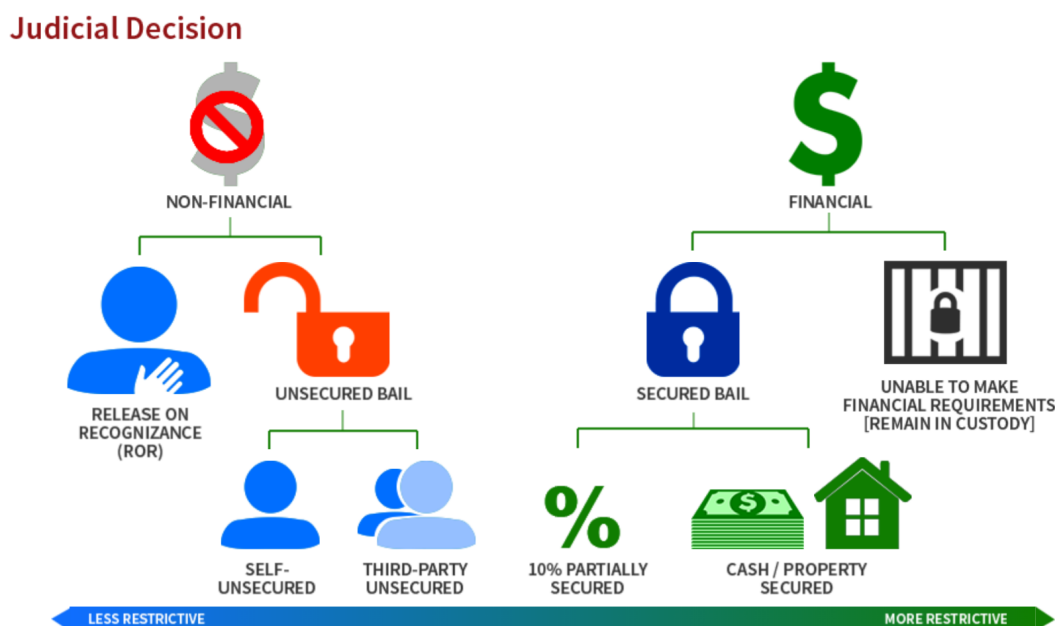 Judicial Decision
NON-FINANCIAL
FINANCIAL
RELEASE ON
RECOGNIZANCE
(ROR)
UNSECURED BAIL
SECURED BAIL
UNABLE TO MAKE
FINANCIAL REQUIREMENTS
[REMAIN IN CUSTODY]
SELF-
UNSECURED
THIRD-PARTY
UNSECURED
%
10% PARTIALLY
SECURED
$
CASH / PROPERTY
SECURED
LESS RESTRICTIVE
MORE RESTRICTIVE